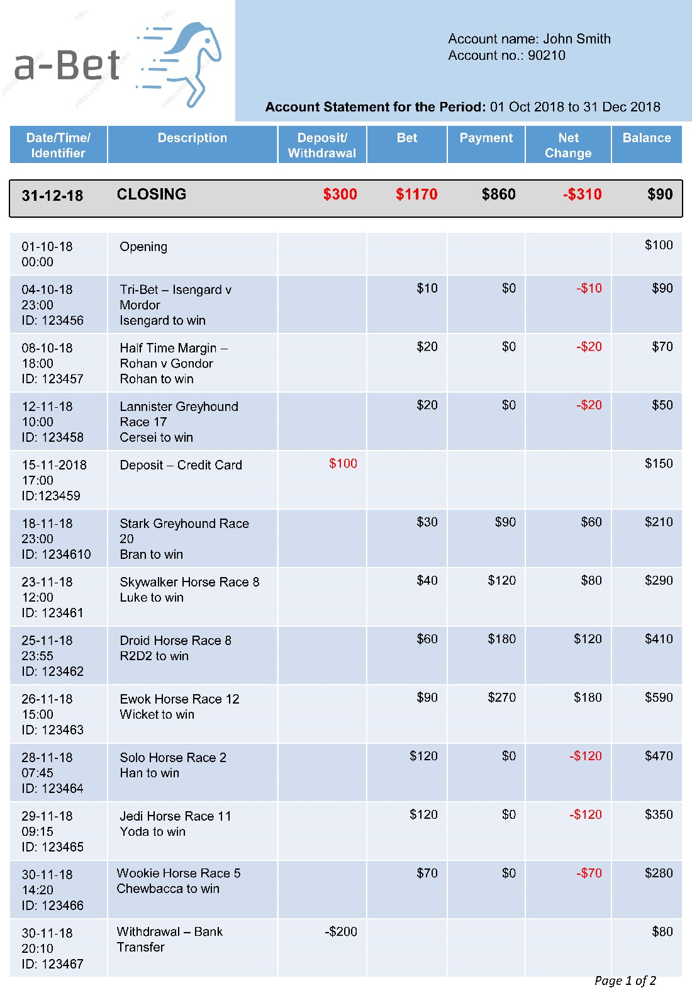 a-Bet
Account name: John Smith
Account no.: 90210
Account Statement for the Period: 01 Oct 2018 to 31 Dec 2018
Date/Time/ Identifier Description Deposit/ Withdrawal Bet Payment Net Change Balance
31-12-18 CLOSING $300 $1170 $860 -$310 $90
01-10-18 Opening $100
00:00
04-10-18 Tri-Bet – Isengard v $10 $0 -$10 $90
23:00 Mordor
ID: 123456 Isengard to win
08-10-18 Half Time Margin – $20 $0 -$20 $70
18:00 Rohan v Gondor
ID: 123457 Rohan to win
12-11-18 Lannister Greyhound $20 $0 -$20 $50
10:00 Race 17
ID: 123458 Cersei to win
15-11-2018 Deposit – Credit Card $100 $150
17:00
ID:123459
18-11-18 Stark Greyhound Race $30 $90 $60 $210
23:00 20
ID: 1234610 Bran to win
23-11-18 Skywalker Horse Race 8 $40 $120 $80 $290
12:00 Luke to win
ID: 123461
25-11-18 Droid Horse Race 8 $60 $180 $120 $410
23:55 R2D2 to win
ID: 123462
26-11-18 Ewok Horse Race 12 $90 $270 $180 $590
15:00 Wicket to win
ID: 123463
28-11-18 Solo Horse Race 2 $120 $0 -$120 $470
07:45 Han to win
ID: 123464
29-11-18 Jedi Horse Race 11 $120 $0 -$120 $350
09:15 Yoda to win
ID: 123465
30-11-18 Wookie Horse Race 5 $70 $0 -$70 $280
14:20 Chewbacca to win
ID: 123466
30-11-18 Withdrawal – Bank -$200 $80
20:10 Transfer
ID: 123467
Page 1 of 2